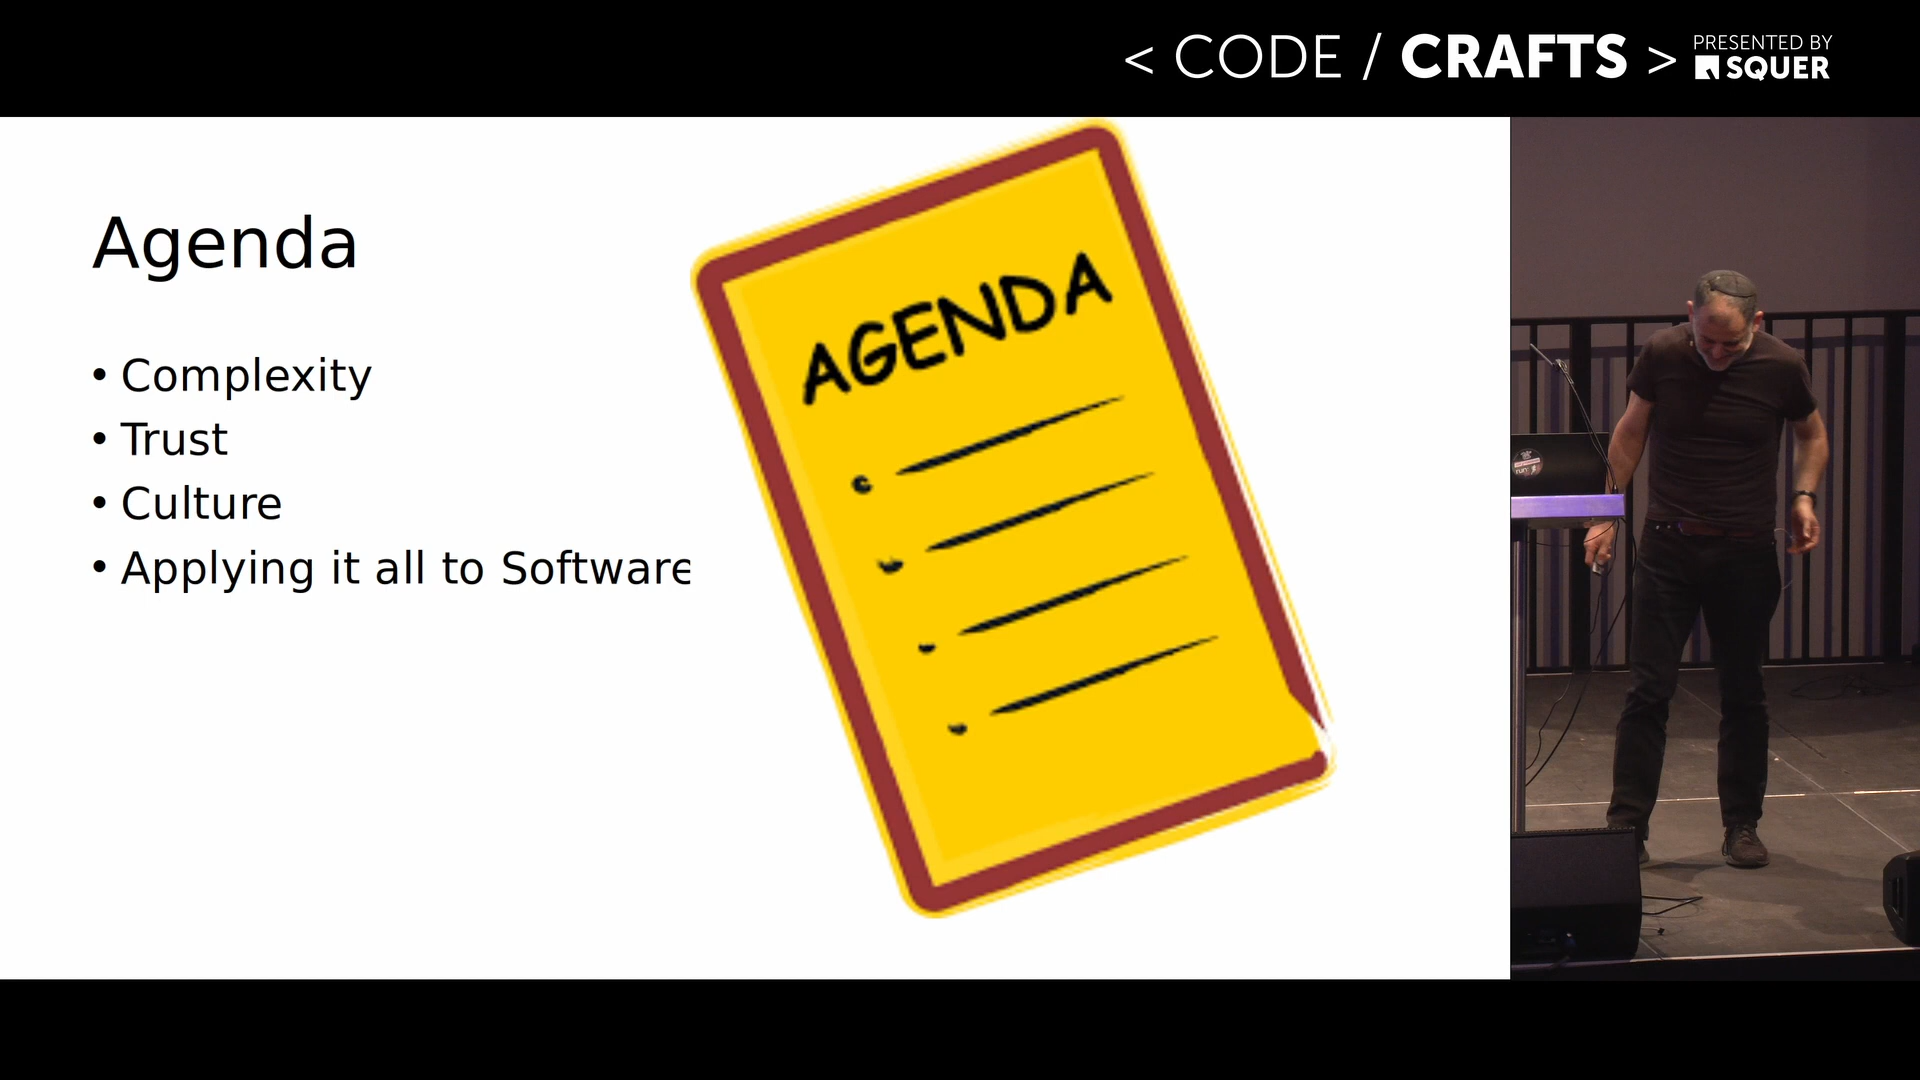 < CODE / CRAFTS >
PRESENTED BY
SQUER
Agenda
• Complexity
• Trust
• Culture
• Applying it all to Software
AGENDA